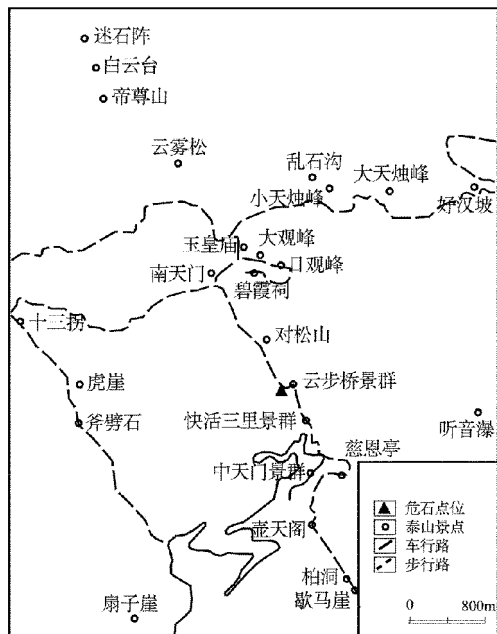 迷石阵
白云台
帝尊山
云雾松
乱石沟
大天烛峰
小天烛峰
好汉坡
玉皇庙
大观峰
日观峰
南天门
碧霞祠
十三拐
对松山
虎崖
云步桥景群
斧劈石
快活三里景群
听音瀑
慈恩亭
中天门景群
壶天阁
柏洞
歇马崖
扇子崖
危石点位
泰山景点
车行路
步行路
0 800m